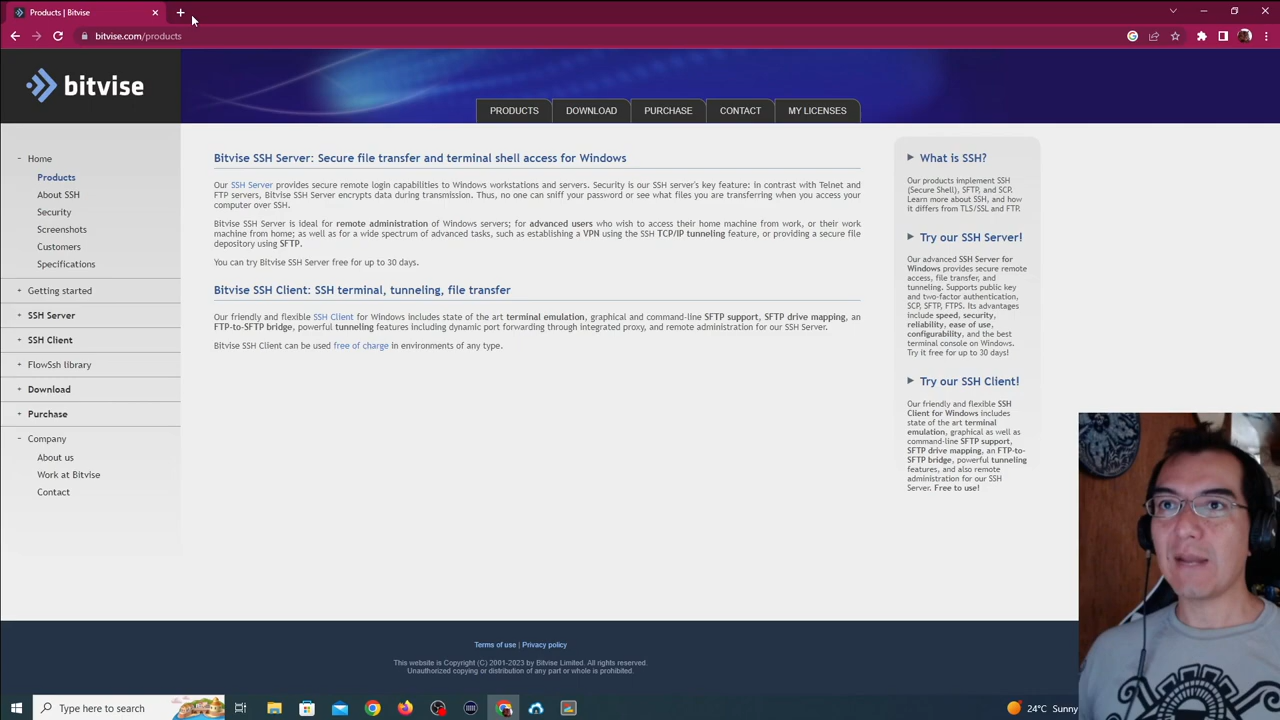 Products | Bitvise
bitvise.com/products
bitvise
PRODUCTS
DOWNLOAD
PURCHASE
CONTACT
MY LICENSES
Home
Products
About SSH
Security
Screenshots
Customers
Specifications
Getting started
SSH Server
SSH Client
FlowSsh library
Download
Purchase
Company
About us
Work at Bitvise
Contact
Bitvise SSH Server: Secure file transfer and terminal shell access for Windows
Our SSH Server provides secure remote login capabilities to Windows workstations and servers. Security is our SSH server's key feature: in contrast with Telnet and
FTP servers, Bitvise SSH Server encrypts data during transmission. Thus, no one can sniff your password or see what files you are transferring when you access your
computer over SSH.
Bitvise SSH Server is ideal for remote administration of Windows servers; for advanced users who wish to access their home machine from work, or their work
machine from home; as well as for a wide spectrum of advanced tasks, such as establishing a VPN using the SSH TCP/IP tunneling feature, or providing a secure file
depository using SFTP.
You can try Bitvise SSH Server free for up to 30 days.
Bitvise SSH Client: SSH terminal, tunneling, file transfer
Our friendly and flexible SSH Client for Windows includes state of the art terminal emulation, graphical and command-line SFTP support, SFTP drive mapping, an
FTP-to-SFTP bridge, powerful tunneling features including dynamic port forwarding through integrated proxy, and remote administration for our SSH Server.
Bitvise SSH Client can be used free of charge in environments of any type.
What is SSH?
Our products implement SSH
(Secure Shell), SFTP, and SCP.
Learn more about SSH, and how
it differs from TLS/SSL and FTP.
Try our SSH Server!
Our advanced SSH Server for
Windows provides secure remote
access, file transfer, and
tunneling. Supports public key
and two-factor authentication,
SCP, SFTP, FTPS. Its advantages
include speed, security,
reliability, ease of use,
configurability, and the best
terminal console on Windows.
Try it free for up to 30 days!
Try our SSH Client!
Our friendly and flexible SSH
Client for Windows includes
state of the art terminal
emulation, graphical as well as
command-line SFTP support,
SFTP drive mapping, an FTP-to-
SFTP bridge, powerful tunneling
features, and also remote
administration for our SSH
Server. Free to use!
Terms of use | Privacy policy
This website is Copyright (C) 2001-2023 by Bitvise Limited. All rights reserved.
Unauthorized copying or distribution of any part or whole is prohibited.
Type here to search
24°C Sunny